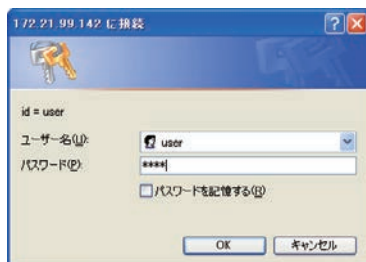 172.21.99.142 に接続
id = user
ユーザー名(U):
user
パスワード(P):
****
パスワードを記憶する(R)
OK
キャンセル